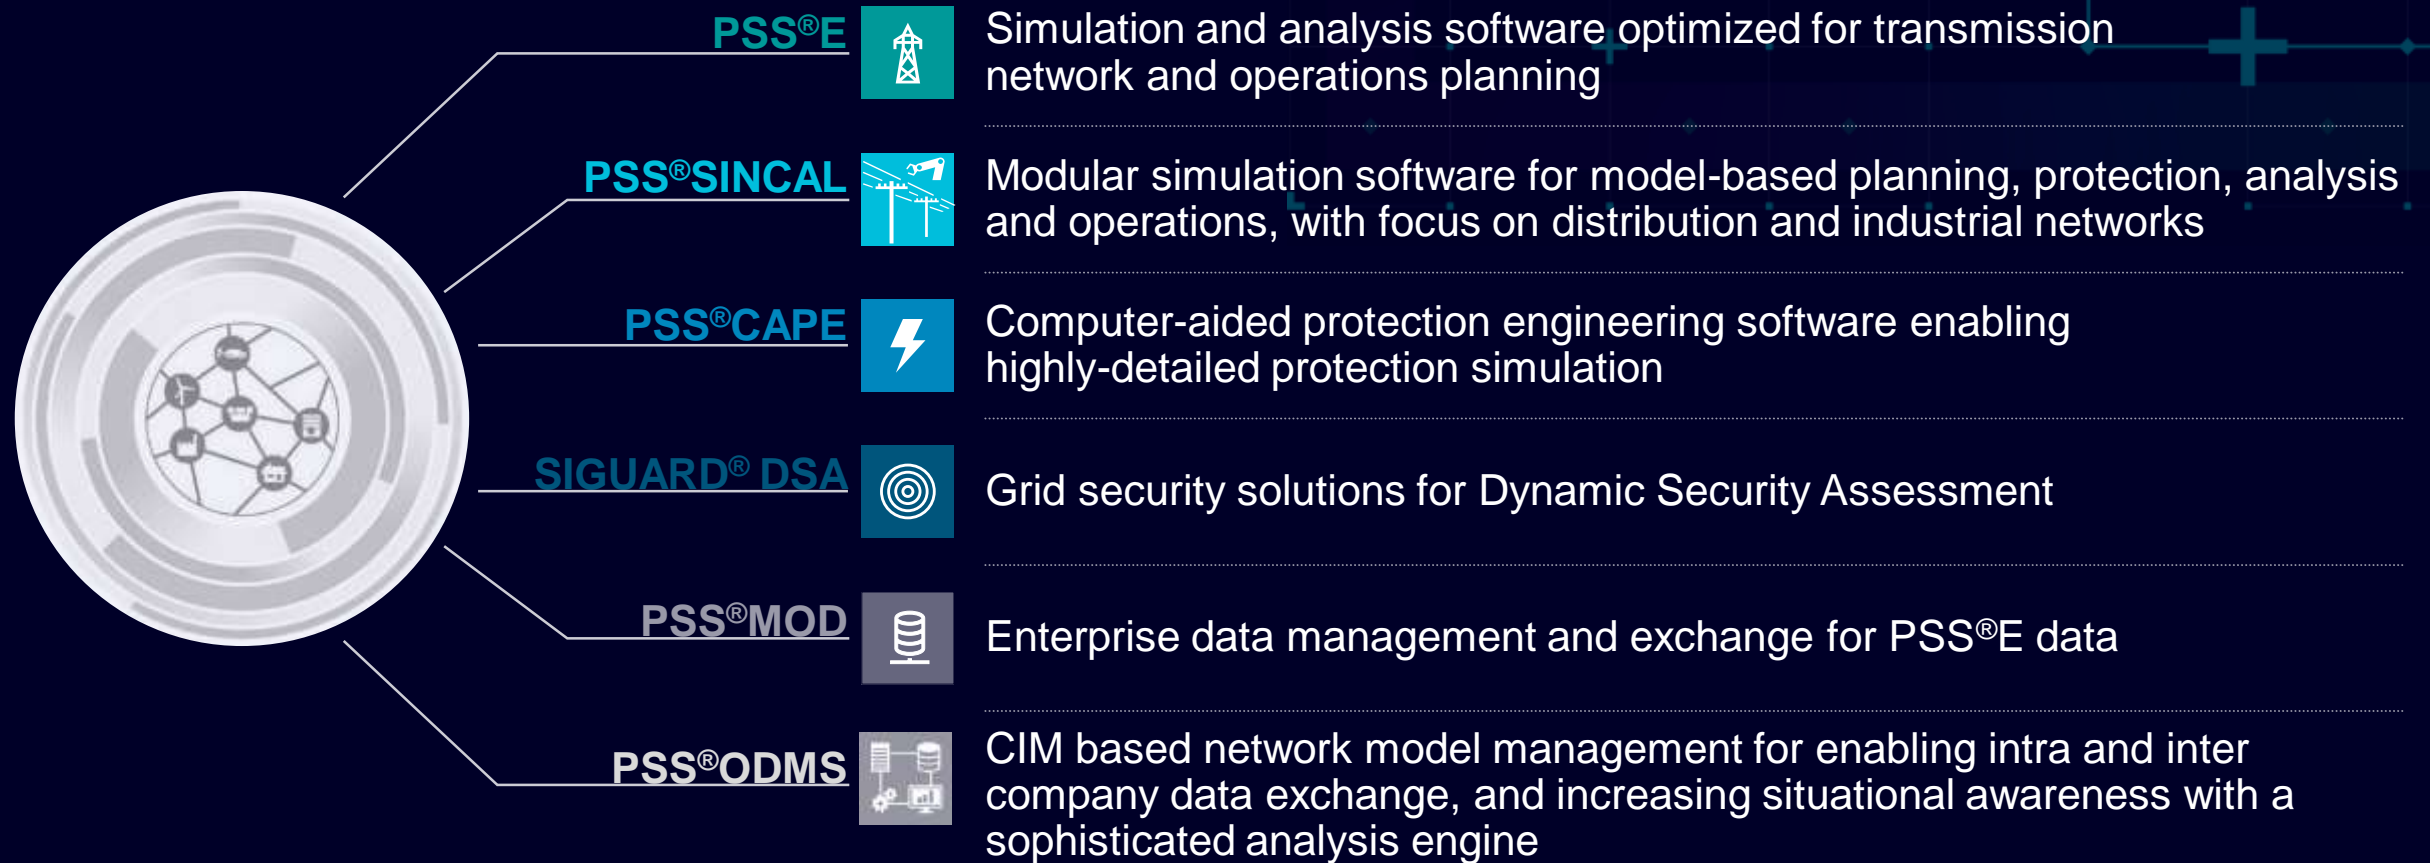 PSS®E
Simulation and analysis software optimized for transmission
network and operations planning
PSS®SINCAL
Modular simulation software for model-based planning, protection, analysis
and operations, with focus on distribution and industrial networks
PSS®CAPE
Computer-aided protection engineering software enabling
highly-detailed protection simulation
SIGUARD® DSA
Grid security solutions for Dynamic Security Assessment
PSS®MOD
Enterprise data management and exchange for PSS®E data
PSS®ODMS
CIM based network model management for enabling intra and inter
company data exchange, and increasing situational awareness with a
sophisticated analysis engine